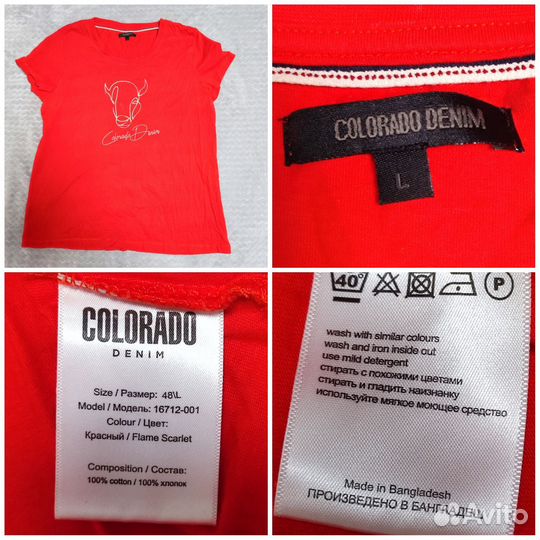 Colorado Denim
COLORADO DENIM
L
COLORADO
DENIM
Size / Размер: 48\L
Model / Модель: 16712-001
Colour / Цвет:
Красный / Flame Scarlet
Composition / Состав:
100% cotton / 100% хлопок
40° P
wash with similar colours
wash and iron inside out
use mild detergent
стирать с похожими цветами
стирать и гладить наизнанку
используйте мягкое моющее средство
Made in Bangladesh
ПРОИЗВЕДЕНО В БАНГЛАДЕШ
Avito